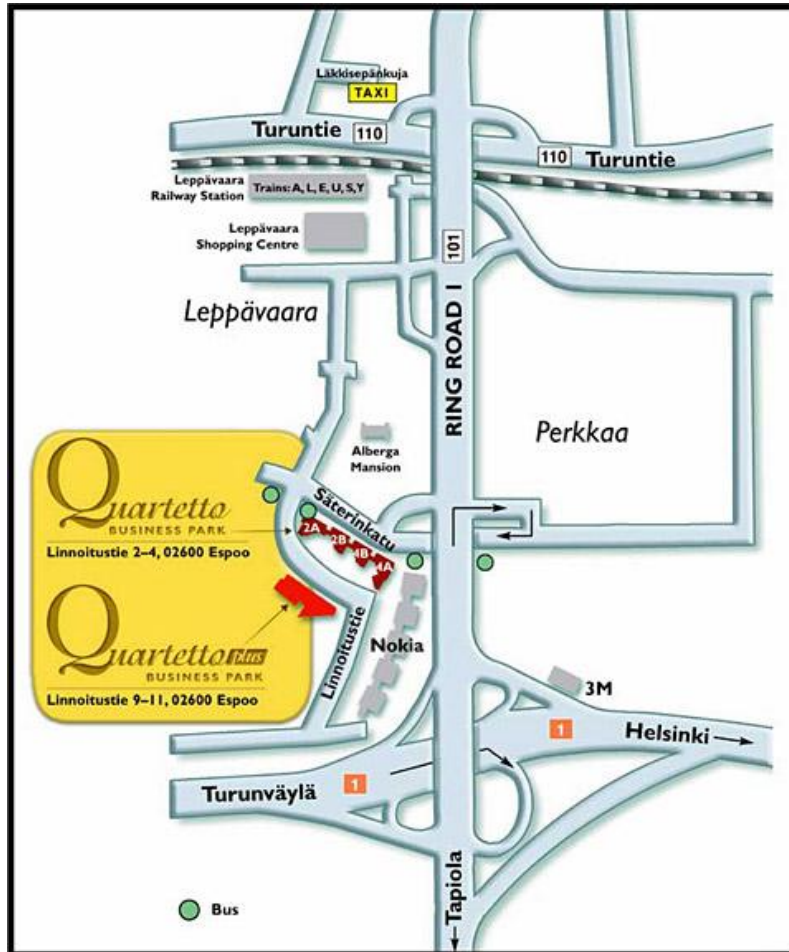 Läkkisepänkuja
TAXI
Turuntie
110
110
Turuntie
Leppävaara
Railway Station
Trains: A, L, E, U, S,Y
Leppävaara
Shopping Centre
101
Leppävaara
RING ROAD I
Perkkaa
Alberga
Mansion
Quartetto
BUSINESS PARK
Linnoitustie 2–4, 02600 Espoo
Säterinkatu
2A
2B
4B
4A
Quartetto plus
BUSINESS PARK
Linnoitustie 9–11, 02600 Espoo
Linnoitustie
Nokia
3M
1
Helsinki
1
Turunväylä
Tapiola
Bus